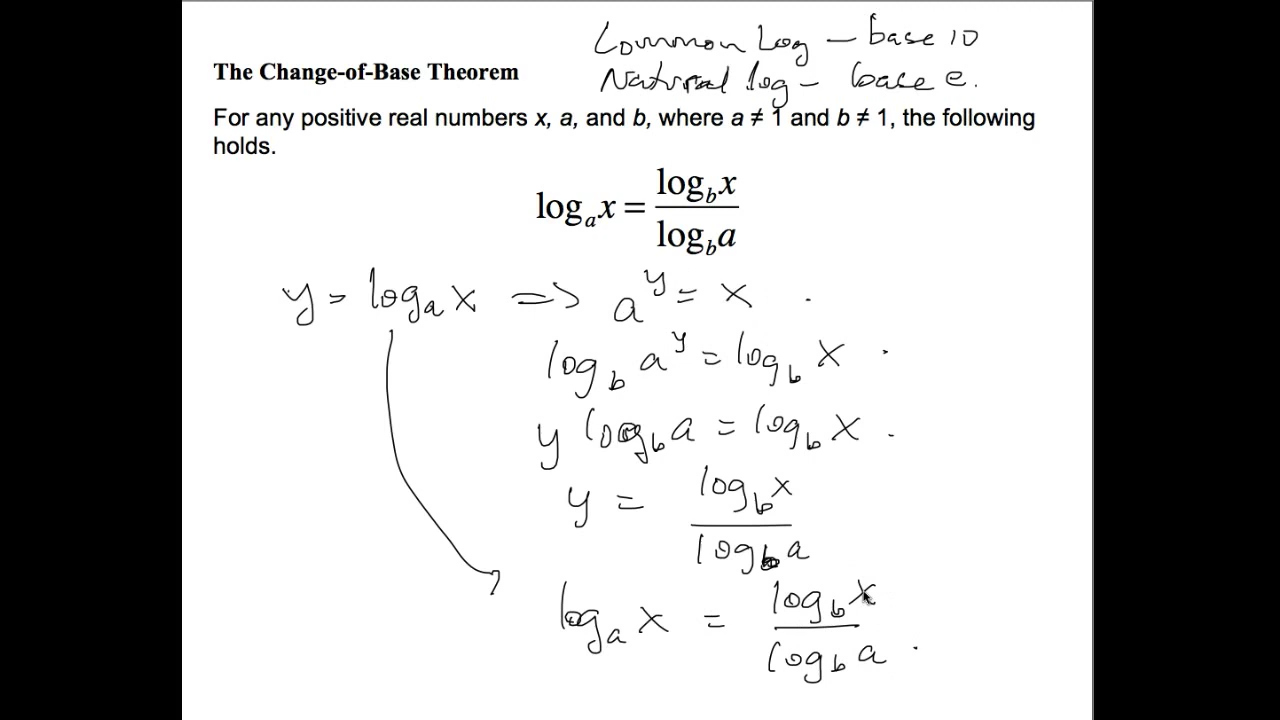 Common Log – base 10
Natural log – base e.
The Change-of-Base Theorem
For any positive real numbers x, a, and b, where a ≠ 1 and b ≠ 1, the following
holds.
logₐx = log_b x / log_b a
y = logₐ x ⇒ a^y = x .
log_b a^y = log_b x .
y log_b a = log_b x .
y = log_b x / log_b a
logₐ x = log_b x / log_b a .